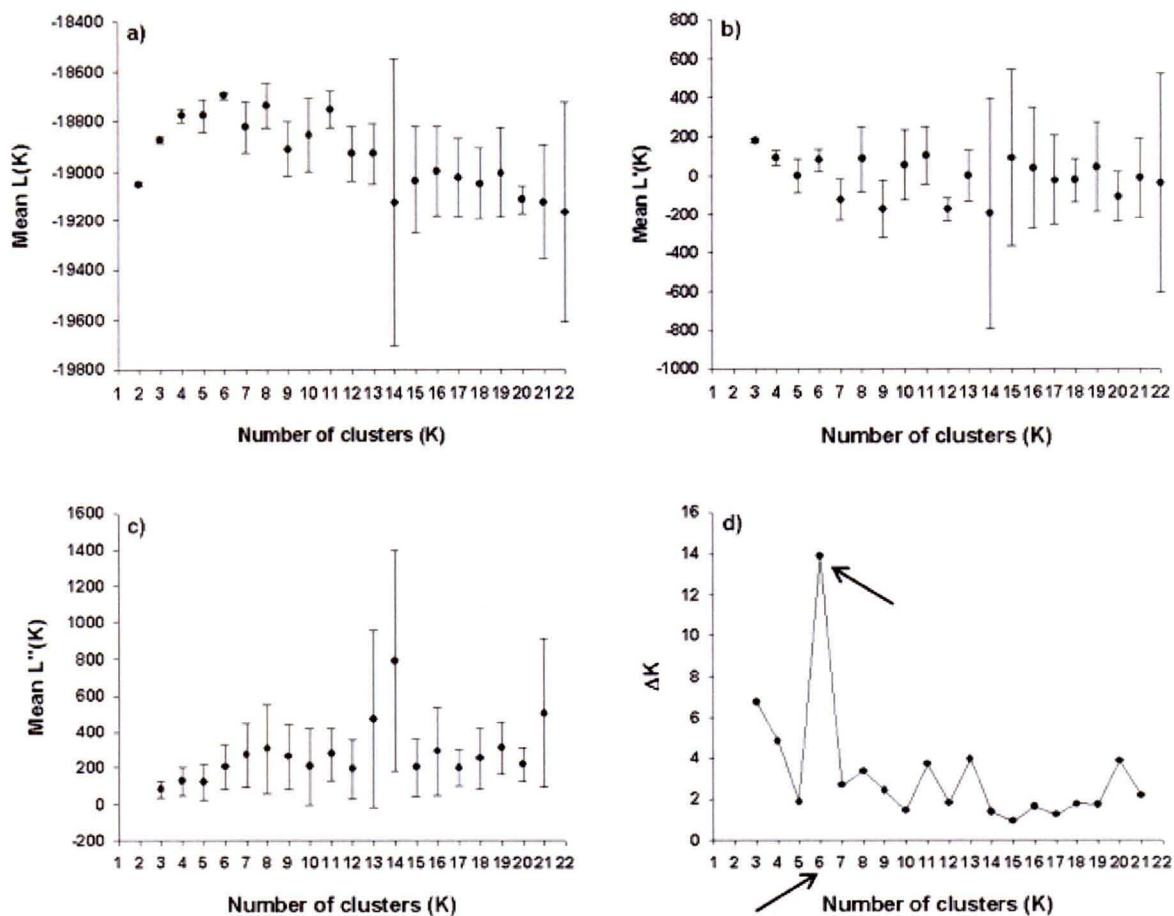 a)
Mean L(K)
-18400
-18600
-18800
-19000
-19200
-19400
-19600
-19800
1 2 3 4 5 6 7 8 9 10 11 12 13 14 15 16 17 18 19 20 21 22
Number of clusters (K)
b)
Mean L'(K)
800
600
400
200
0
-200
-400
-600
-800
-1000
1 2 3 4 5 6 7 8 9 10 11 12 13 14 15 16 17 18 19 20 21 22
Number of clusters (K)
c)
Mean L''(K)
1600
1400
1200
1000
800
600
400
200
0
-200
1 2 3 4 5 6 7 8 9 10 11 12 13 14 15 16 17 18 19 20 21 22
Number of clusters (K)
d)
ΔK
16
14
12
10
8
6
4
2
0
1 2 3 4 5 6 7 8 9 10 11 12 13 14 15 16 17 18 19 20 21 22
Number of clusters (K)